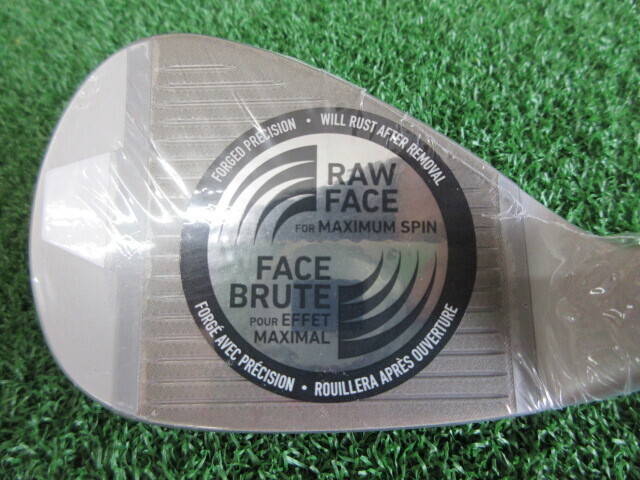 FORGED PRECISION • WILL RUST AFTER REMOVAL
RAW
FACE
FOR MAXIMUM SPIN
FACE
BRUTE
POUR EFFET
MAXIMAL
FORGÉ AVEC PRÉCISION • ROUILLERA APRÈS OUVERTURE